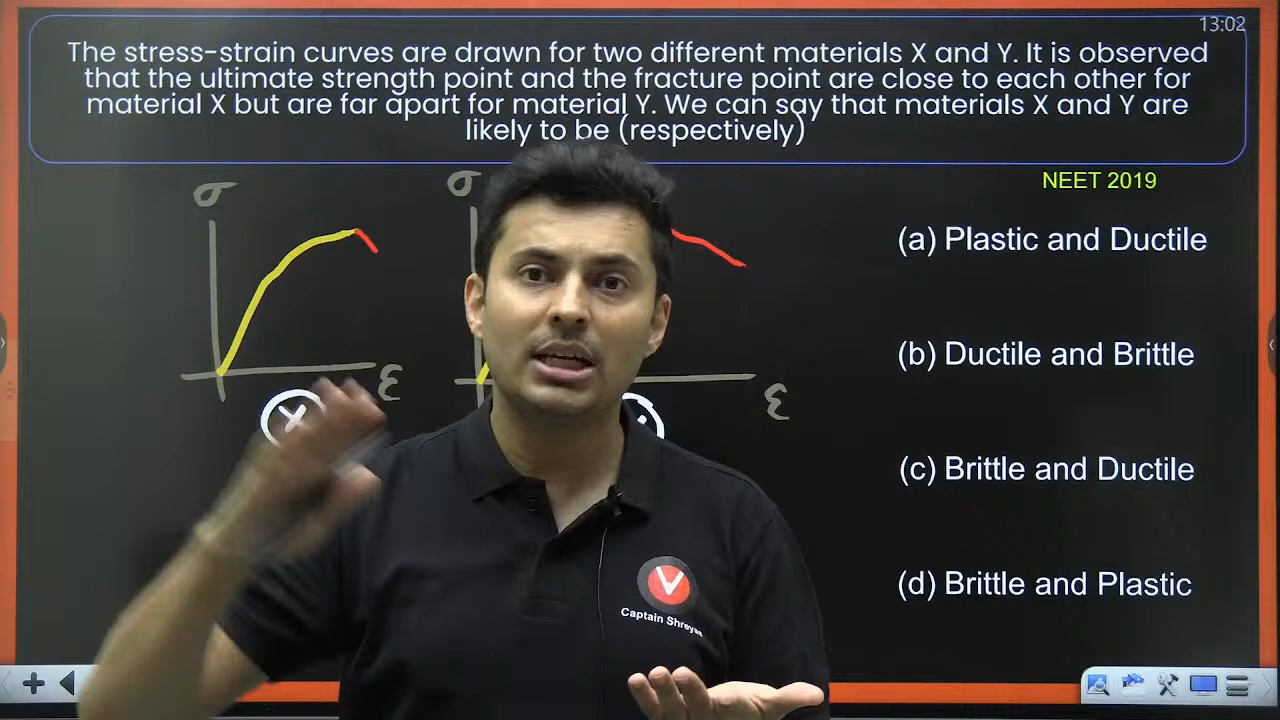 13:02
The stress-strain curves are drawn for two different materials X and Y. It is observed
that the ultimate strength point and the fracture point are close to each other for
material X but are far apart for material Y. We can say that materials X and Y are
likely to be (respectively)
NEET 2019
σ
σ
(a) Plastic and Ductile
(b) Ductile and Brittle
ε
ε
X
(c) Brittle and Ductile
(d) Brittle and Plastic
V
Captain Shreyas